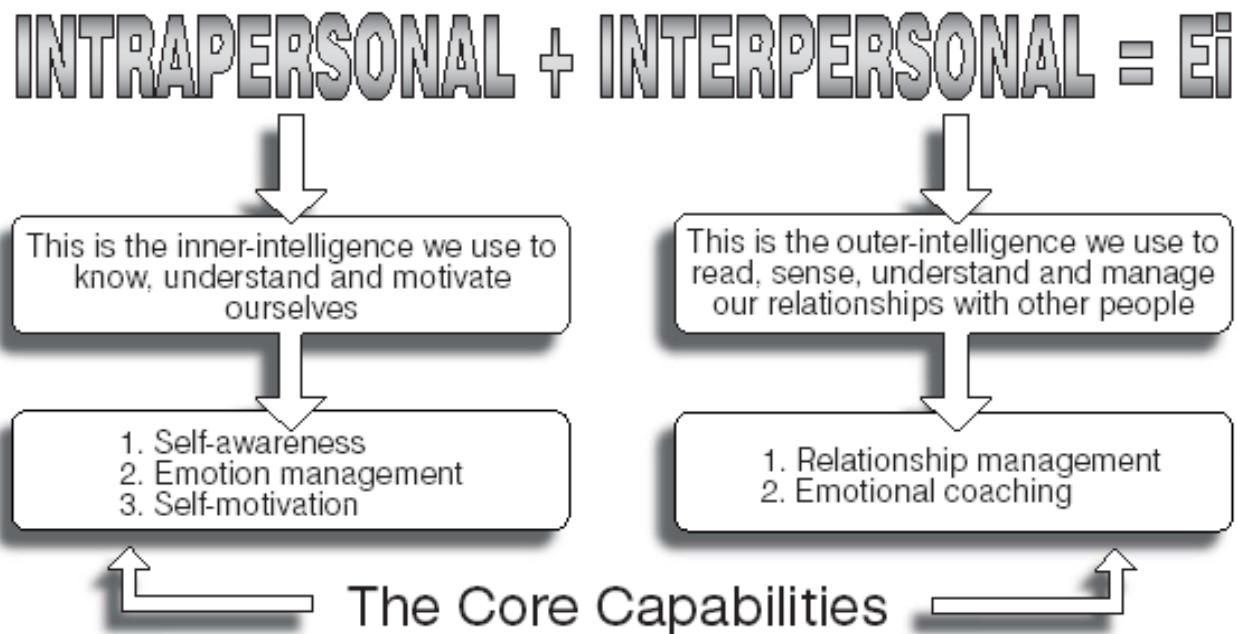 INTRAPERSONAL + INTERPERSONAL = Ei
This is the inner-intelligence we use to
know, understand and motivate
ourselves
This is the outer-intelligence we use to
read, sense, understand and manage
our relationships with other people
1. Self-awareness
2. Emotion management
3. Self-motivation
1. Relationship management
2. Emotional coaching
The Core Capabilities